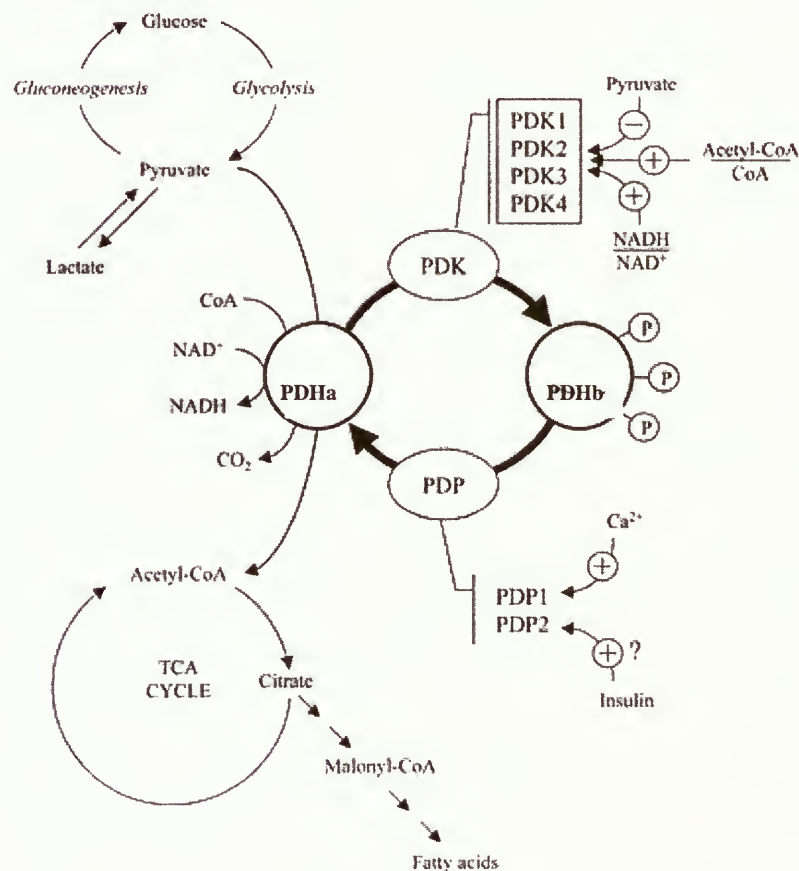 Glucose
Gluconeogenesis
Glycolysis
Pyruvate
Lactate
CoA
NAD⁺
NADH
CO₂
PDHa
PDK
PDHb
PDP
P
P
P
PDK1
PDK2
PDK3
PDK4
Pyruvate
−
+
Acetyl-CoA
CoA
+
NADH
NAD⁺
Ca²⁺
+
PDP1
PDP2
+ ?
Insulin
Acetyl-CoA
TCA
CYCLE
Citrate
Malonyl-CoA
Fatty acids